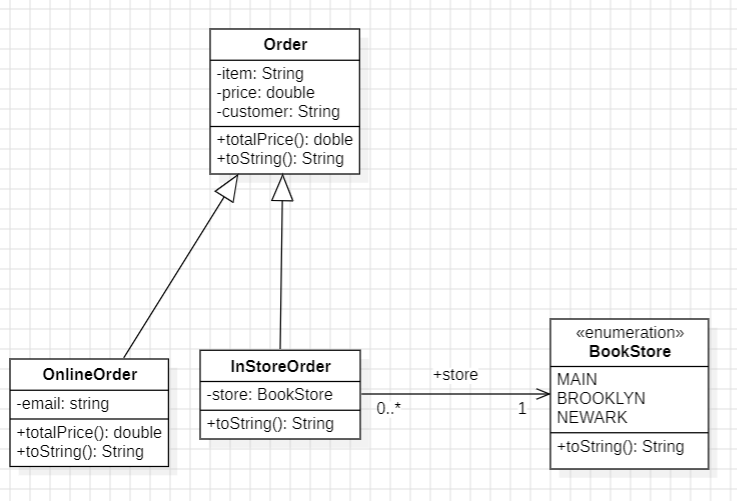 Order
-item: String
-price: double
-customer: String
+totalPrice(): doble
+toString(): String
OnlineOrder
-email: string
+totalPrice(): double
+toString(): String
InStoreOrder
-store: BookStore
+toString(): String
+store
0..*
1
«enumeration»
BookStore
MAIN
BROOKLYN
NEWARK
+toString(): String